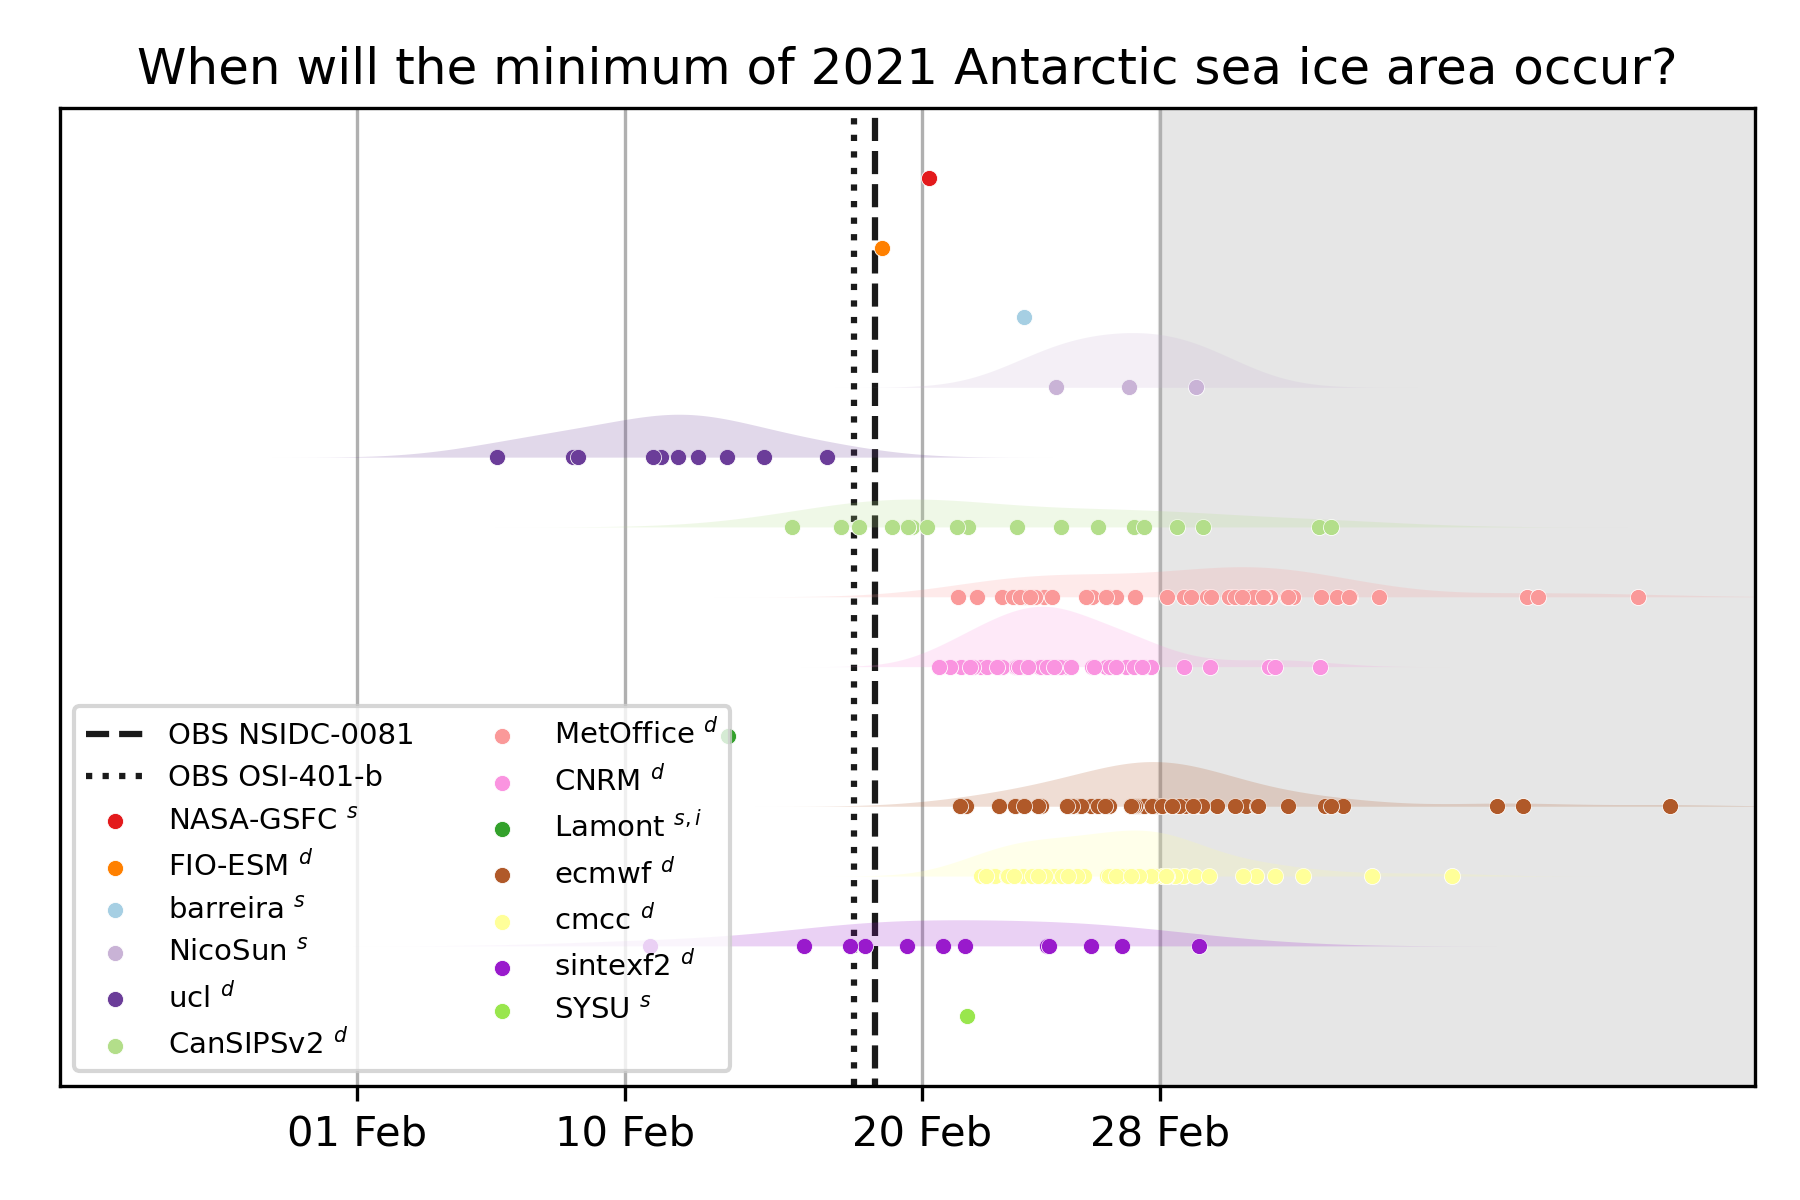 When will the minimum of 2021 Antarctic sea ice area occur?
OBS NSIDC-0081
OBS OSI-401-b
NASA-GSFC s
FIO-ESM d
barreira s
NicoSun s
ucl d
CanSIPSv2 d
MetOffice d
CNRM d
Lamont s, i
ecmwf d
cmcc d
sintexf2 d
SYSU s
01 Feb
10 Feb
20 Feb
28 Feb